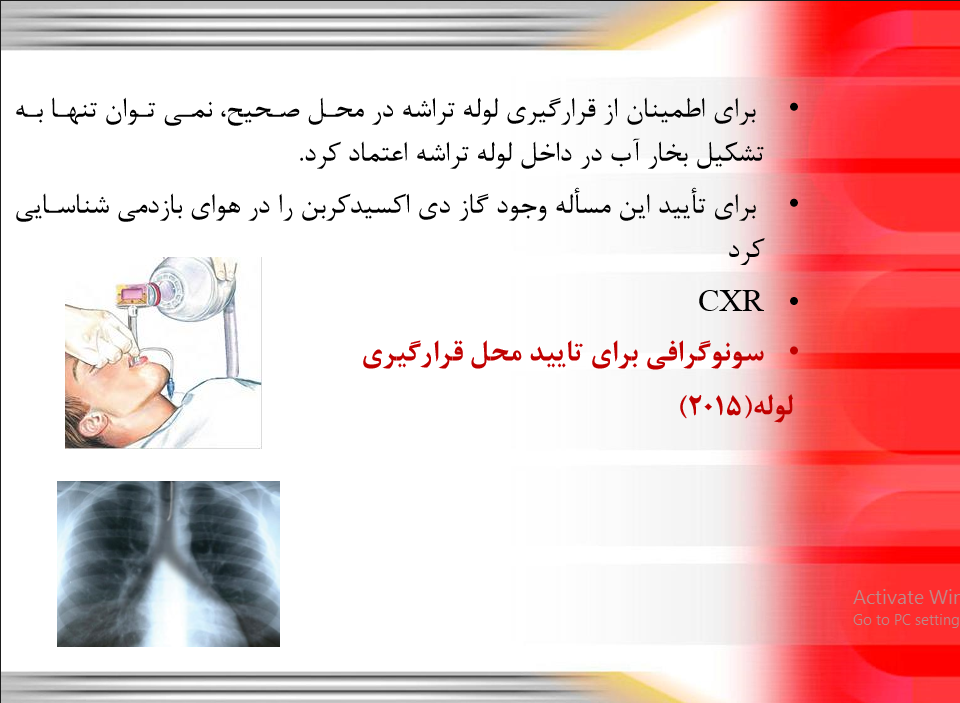 • برای اطمینان از قرارگیری لوله تراشه در محل صحیح، نمی توان تنها به
تشکیل بخار آب در داخل لوله تراشه اعتماد کرد.
• برای تأیید این مسأله وجود گاز دی اکسیدکربن را در هوای بازدمی شناسایی
کرد
• CXR
• سونوگرافی برای تایید محل قرارگیری
لوله(۲۰۱۵)
Activate Win
Go to PC setting